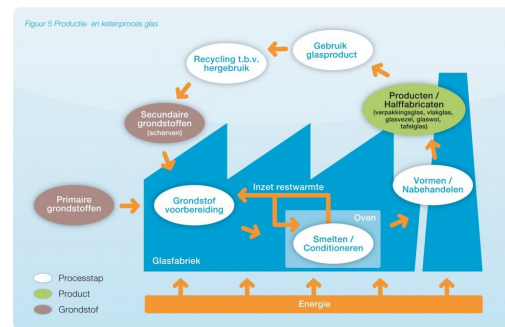 Figuur 5 Productie- en ketenproces glas
Gebruik
glasproduct
Recycling t.b.v.
hergebruik
Producten /
Halffabricaten
(verpakkingsglas, vlakglas,
glasvezel, glaswol,
tafelglas)
Secundaire
grondstoffen
(scherven)
Primaire
grondstoffen
Grondstof
voorbereiding
Inzet restwarmte
Vormen /
Nabehandelen
Oven
Smelten /
Conditioneren
Glasfabriek
Processtap
Product
Grondstof
Energie